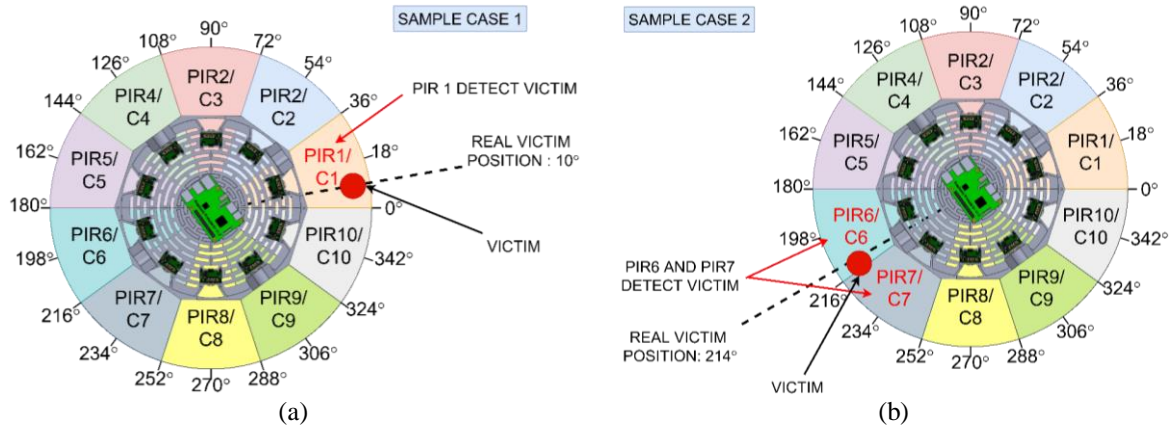 SAMPLE CASE 1
90°
108°
72°
126°
54°
144°
36°
162°
18°
180°
0°
198°
342°
216°
324°
234°
306°
252°
288°
270°
PIR2/
C3
PIR4/
C4
PIR2/
C2
PIR5/
C5
PIR1/
C1
PIR6/
C6
PIR10/
C10
PIR7/
C7
PIR9/
C9
PIR8/
C8
PIR 1 DETECT VICTIM
REAL VICTIM
POSITION : 10°
VICTIM
(a)
SAMPLE CASE 2
90°
108°
72°
126°
54°
144°
36°
162°
18°
180°
0°
198°
342°
216°
324°
234°
306°
252°
288°
270°
PIR2/
C3
PIR4/
C4
PIR2/
C2
PIR5/
C5
PIR1/
C1
PIR6/
C6
PIR10/
C10
PIR7/
C7
PIR9/
C9
PIR8/
C8
PIR6 AND PIR7
DETECT VICTIM
REAL VICTIM
POSITION: 214°
VICTIM
(b)